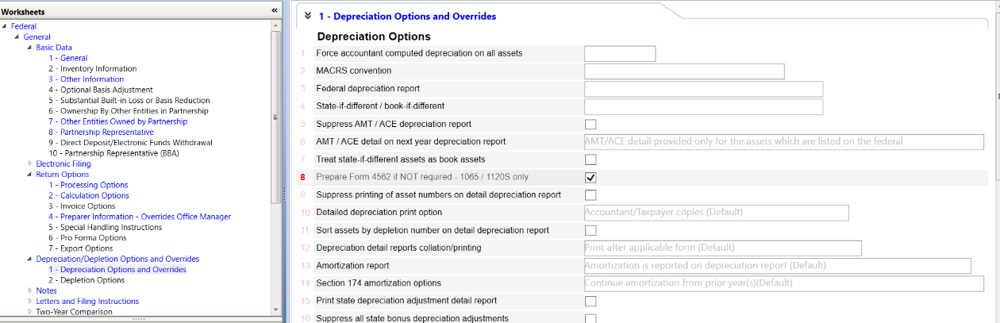 Worksheets
Federal
General
Basic Data
1 - General
2 - Inventory Information
3 - Other Information
4 - Optional Basis Adjustment
5 - Substantial Built-in Loss or Basis Reduction
6 - Ownership By Other Entities in Partnership
7 - Other Entities Owned by Partnership
8 - Partnership Representative
9 - Direct Deposit/Electronic Funds Withdrawal
10 - Partnership Representative (BBA)
Electronic Filing
Return Options
1 - Processing Options
2 - Calculation Options
3 - Invoice Options
4 - Preparer Information - Overrides Office Manager
5 - Special Handling Instructions
6 - Pro Forma Options
7 - Export Options
Depreciation/Depletion Options and Overrides
1 - Depreciation Options and Overrides
2 - Depletion Options
Notes
Letters and Filing Instructions
Two-Year Comparison
1 - Depreciation Options and Overrides
Depreciation Options
1 Force accountant computed depreciation on all assets
2 MACRS convention
3 Federal depreciation report
4 State-if-different / book-if-different
5 Suppress AMT / ACE depreciation report
6 AMT / ACE detail on next year depreciation report AMT/ACE detail provided only for the assets which are listed on the federal
7 Treat state-if-different assets as book assets
8 Prepare Form 4562 if NOT required - 1065 / 1120S only
9 Suppress printing of asset numbers on detail depreciation report
10 Detailed depreciation print option Accountant/Taxpayer copies (Default)
11 Sort assets by depletion number on detail depreciation report
12 Depreciation detail reports collation/printing Print after applicable form (Default)
13 Amortization report Amortization is reported on depreciation report (Default)
14 Section 174 amortization options Continue amortization from prior year(s)(Default)
15 Print state depreciation adjustment detail report
16 Suppress all state bonus depreciation adjustments